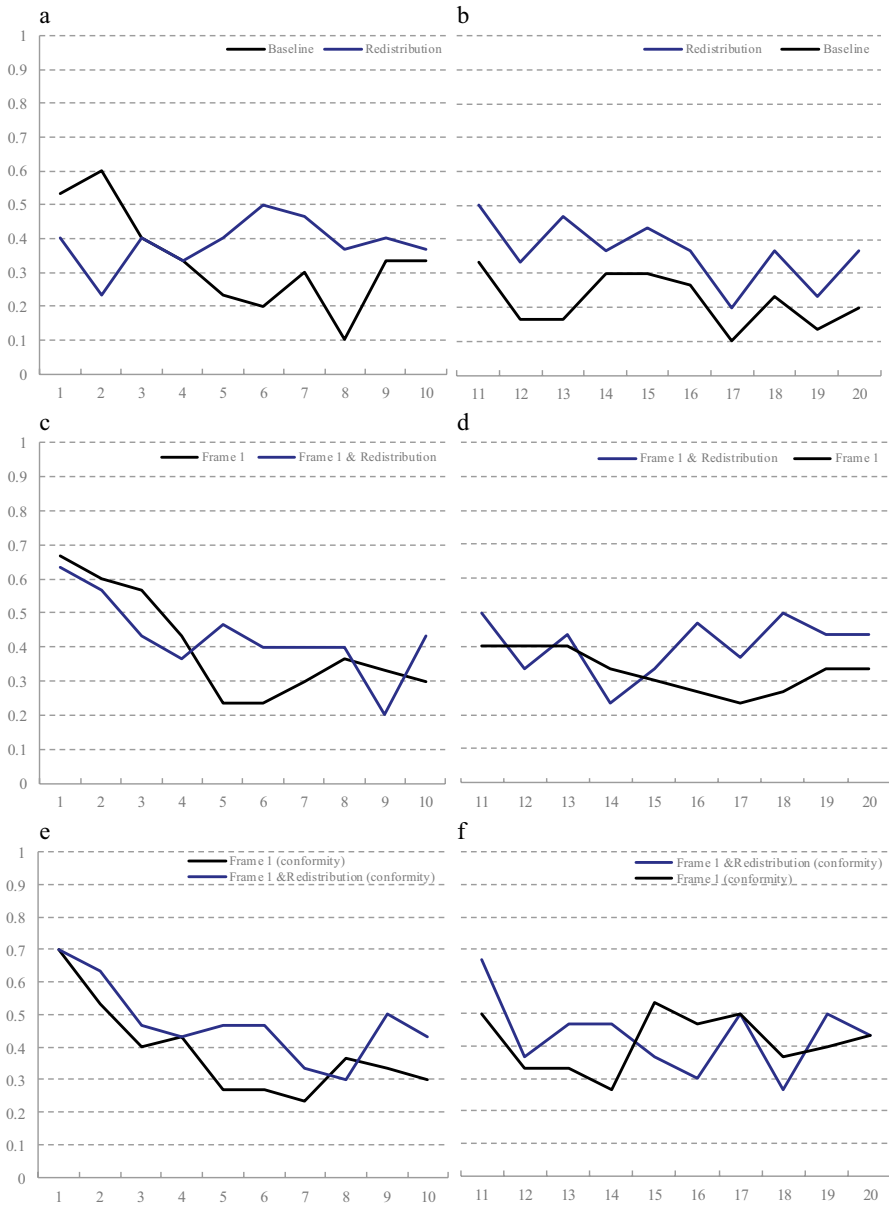 a
Baseline Redistribution
1
0.9
0.8
0.7
0.6
0.5
0.4
0.3
0.2
0.1
0
1 2 3 4 5 6 7 8 9 10
b
Redistribution Baseline
11 12 13 14 15 16 17 18 19 20
c
Frame 1 Frame 1 & Redistribution
1
0.9
0.8
0.7
0.6
0.5
0.4
0.3
0.2
0.1
0
1 2 3 4 5 6 7 8 9 10
d
Frame 1 & Redistribution Frame 1
11 12 13 14 15 16 17 18 19 20
e
Frame 1 (conformity)
Frame 1 &Redistribution (conformity)
1
0.9
0.8
0.7
0.6
0.5
0.4
0.3
0.2
0.1
0
1 2 3 4 5 6 7 8 9 10
f
Frame 1 &Redistribution (conformity)
Frame 1 (conformity)
11 12 13 14 15 16 17 18 19 20